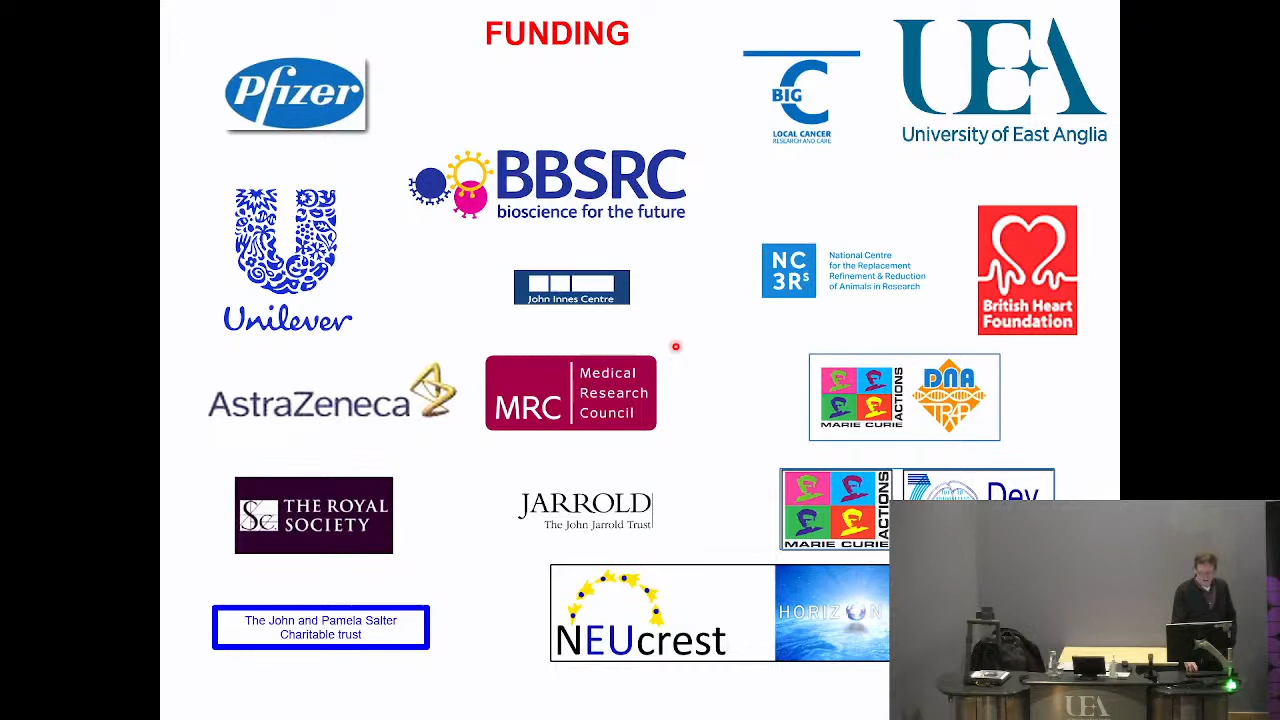 FUNDING
Pfizer
BIG C
LOCAL CANCER
RESEARCH AND CARE
UEA
University of East Anglia
BBSRC
bioscience for the future
Unilever
John Innes Centre
NC
3Rs
National Centre
for the Replacement
Refinement & Reduction
of Animals in Research
British Heart
Foundation
AstraZeneca
MRC
Medical
Research
Council
MARIE CURIE
ACTIONS
DNA
TRAP
THE ROYAL
SOCIETY
JARROLD
The John Jarrold Trust
MARIE CURIE
ACTIONS
Dev
The John and Pamela Salter
Charitable trust
NEUcrest
HORIZON
UEA